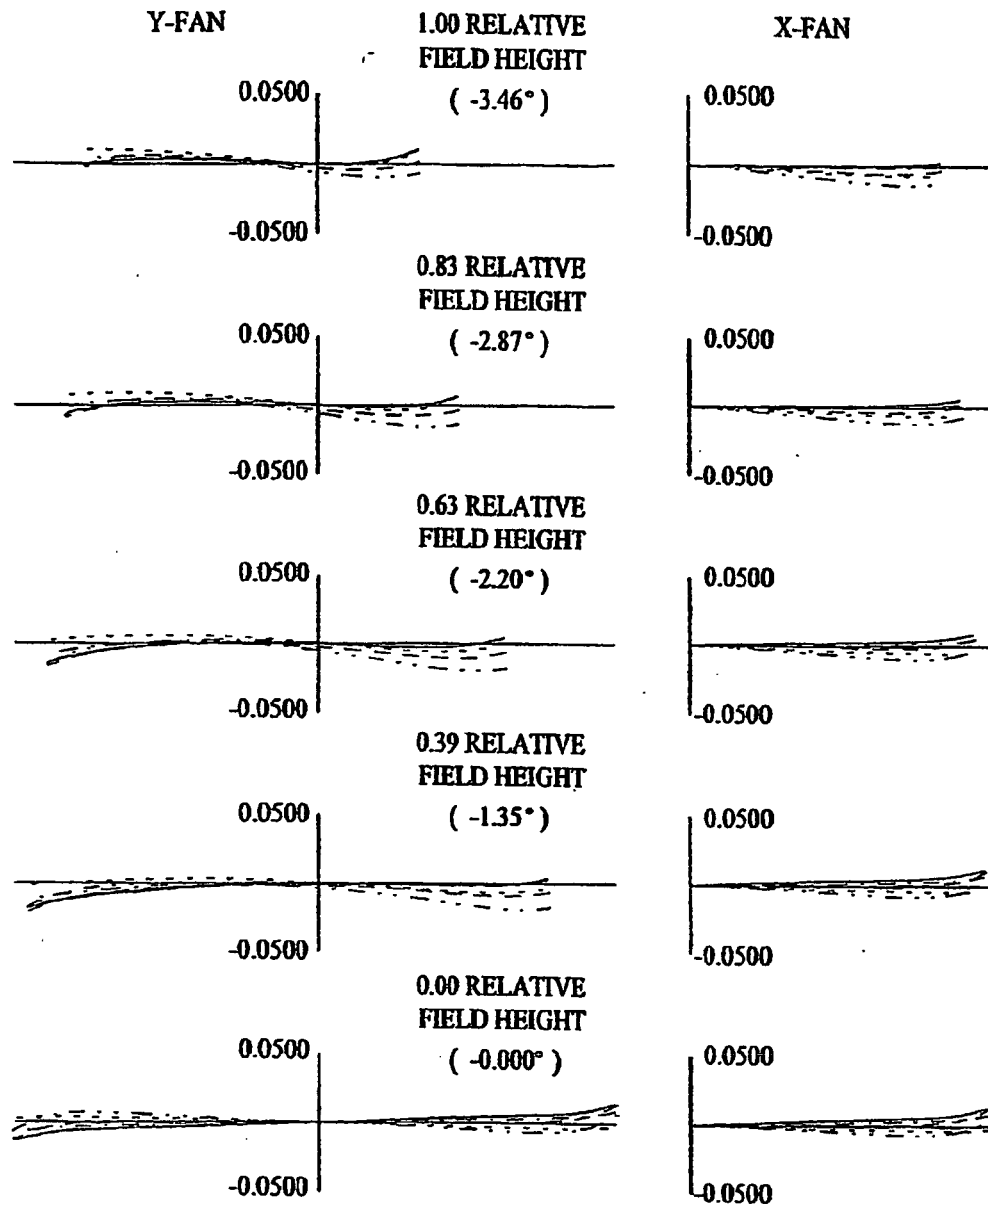 Y-FAN
1.00 RELATIVE
FIELD HEIGHT
( -3.46° )
X-FAN
0.0500
-0.0500
0.0500
-0.0500
0.83 RELATIVE
FIELD HEIGHT
( -2.87° )
0.0500
-0.0500
0.0500
-0.0500
0.63 RELATIVE
FIELD HEIGHT
( -2.20° )
0.0500
-0.0500
0.0500
-0.0500
0.39 RELATIVE
FIELD HEIGHT
( -1.35° )
0.0500
-0.0500
0.0500
-0.0500
0.00 RELATIVE
FIELD HEIGHT
( -0.000° )
0.0500
-0.0500
0.0500
-0.0500